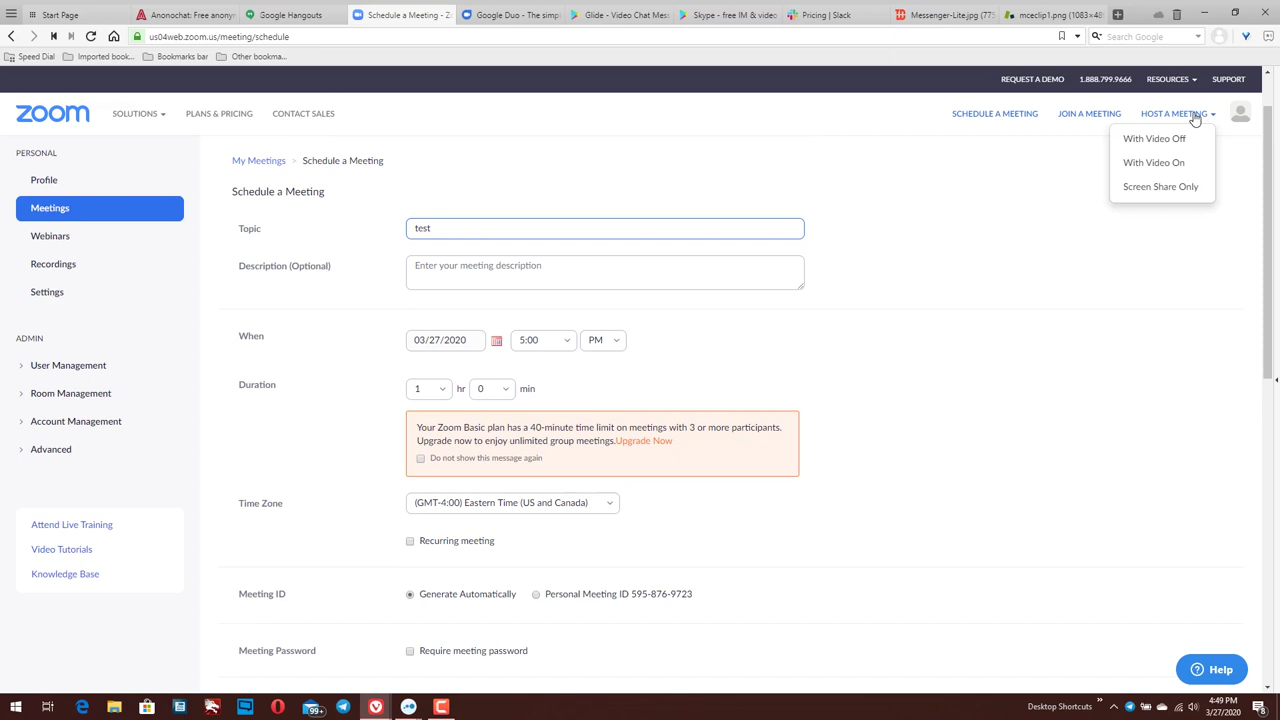 Start Page
Anonochat: Free anony
Google Hangouts
Schedule a Meeting -
Google Duo - The simp
Glide - Video Chat Mess
Skype - free IM & video
Pricing | Slack
Messenger-Lite.jpg (775
mceclip1.png (1083×485
us04web.zoom.us/meeting/schedule
Search Google
Speed Dial
Imported book...
Bookmarks bar
Other bookma...
REQUEST A DEMO
1.888.799.9666
RESOURCES
SUPPORT
zoom
SOLUTIONS
PLANS & PRICING
CONTACT SALES
SCHEDULE A MEETING
JOIN A MEETING
HOST A MEETING
With Video Off
With Video On
Screen Share Only
PERSONAL
Profile
Meetings
Webinars
Recordings
Settings
ADMIN
User Management
Room Management
Account Management
Advanced
Attend Live Training
Video Tutorials
Knowledge Base
My Meetings > Schedule a Meeting
Schedule a Meeting
Topic
test
Description (Optional)
Enter your meeting description
When
03/27/2020
5:00
PM
Duration
1
hr
0
min
Your Zoom Basic plan has a 40-minute time limit on meetings with 3 or more participants.
Upgrade now to enjoy unlimited group meetings.Upgrade Now
Do not show this message again
Time Zone
(GMT-4:00) Eastern Time (US and Canada)
Recurring meeting
Meeting ID
Generate Automatically
Personal Meeting ID 595-876-9723
Meeting Password
Require meeting password
Help
99+
Desktop Shortcuts
4:49 PM
3/27/2020
8